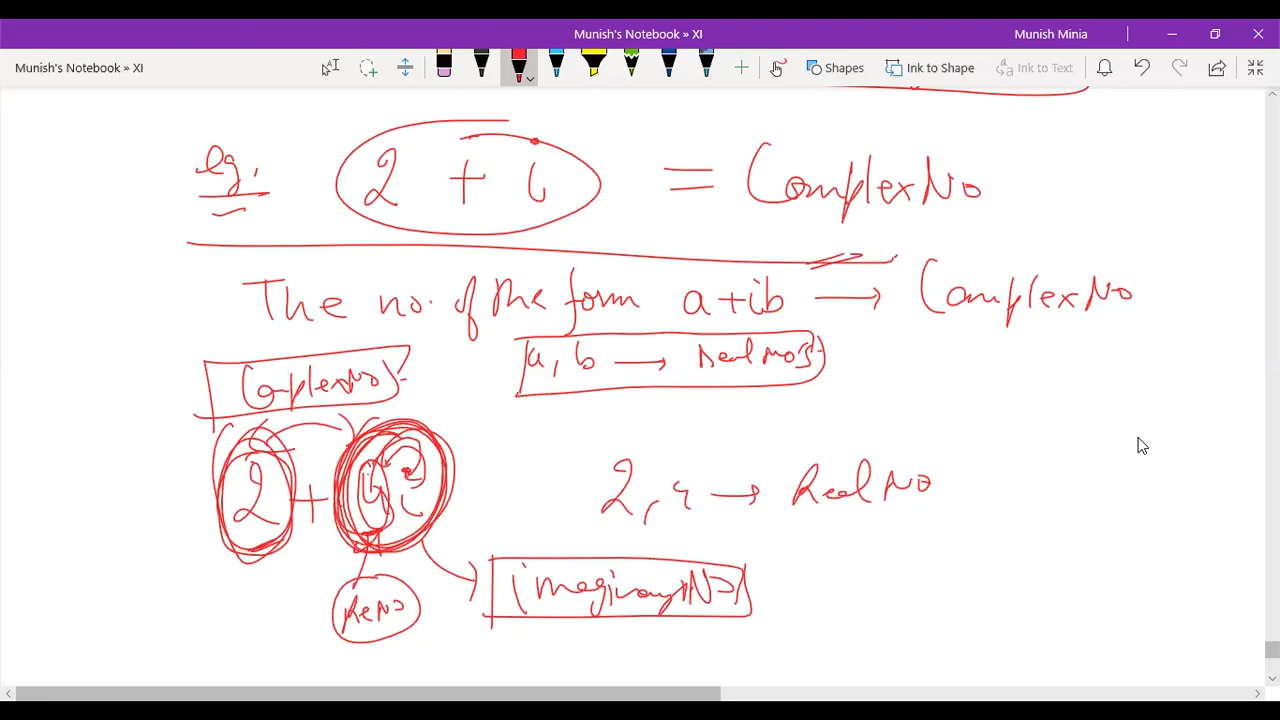 Munish's Notebook » XI
Munish Minia
Munish's Notebook » XI
Shapes
Ink to Shape
Ink to Text
eg.
2 + i = Complex No
The no. of the form a+ib → Complex No
a, b → Real no's
Complex No
2 + 4i
2, 4 → Real No
Re No
imaginary No